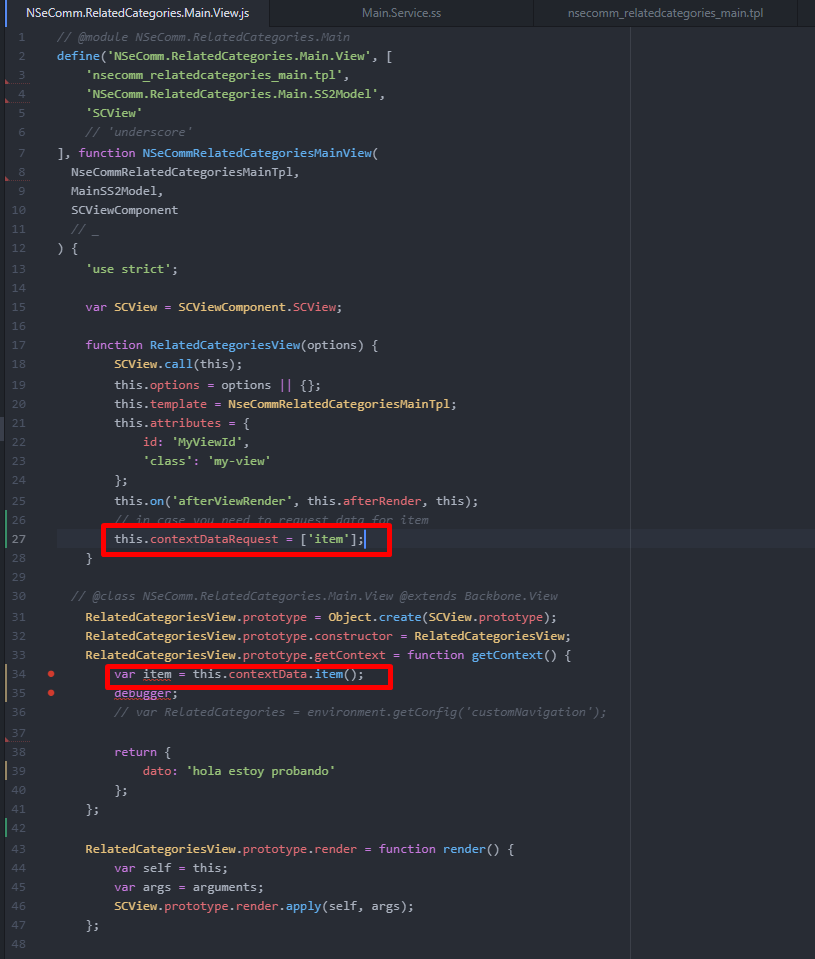 NSeComm.RelatedCategories.Main.View.js Main.Service.ss nsecomm_relatedcategories_main.tpl
1 // @module NSeComm.RelatedCategories.Main
2 define('NSeComm.RelatedCategories.Main.View', [
3 'nsecomm_relatedcategories_main.tpl',
4 'NSeComm.RelatedCategories.Main.SS2Model',
5 'SCView'
6 // 'underscore'
7 ], function NSeCommRelatedCategoriesMainView(
8 NseCommRelatedCategoriesMainTpl,
9 MainSS2Model,
10 SCViewComponent
11 // _
12 ) {
13 'use strict';
14
15 var SCView = SCViewComponent.SCView;
16
17 function RelatedCategoriesView(options) {
18 SCView.call(this);
19 this.options = options || {};
20 this.template = NseCommRelatedCategoriesMainTpl;
21 this.attributes = {
22 id: 'MyViewId',
23 'class': 'my-view'
24 };
25 this.on('afterViewRender', this.afterRender, this);
26 // in case you need to request data for item
27 this.contextDataRequest = ['item'];
28 }
29
30 // @class NSeComm.RelatedCategories.Main.View @extends Backbone.View
31 RelatedCategoriesView.prototype = Object.create(SCView.prototype);
32 RelatedCategoriesView.prototype.constructor = RelatedCategoriesView;
33 RelatedCategoriesView.prototype.getContext = function getContext() {
34 var item = this.contextData.item();
35 debugger;
36 // var RelatedCategories = environment.getConfig('customNavigation');
37
38 return {
39 dato: 'hola estoy probando'
40 };
41 };
42
43 RelatedCategoriesView.prototype.render = function render() {
44 var self = this;
45 var args = arguments;
46 SCView.prototype.render.apply(self, args);
47 };
48